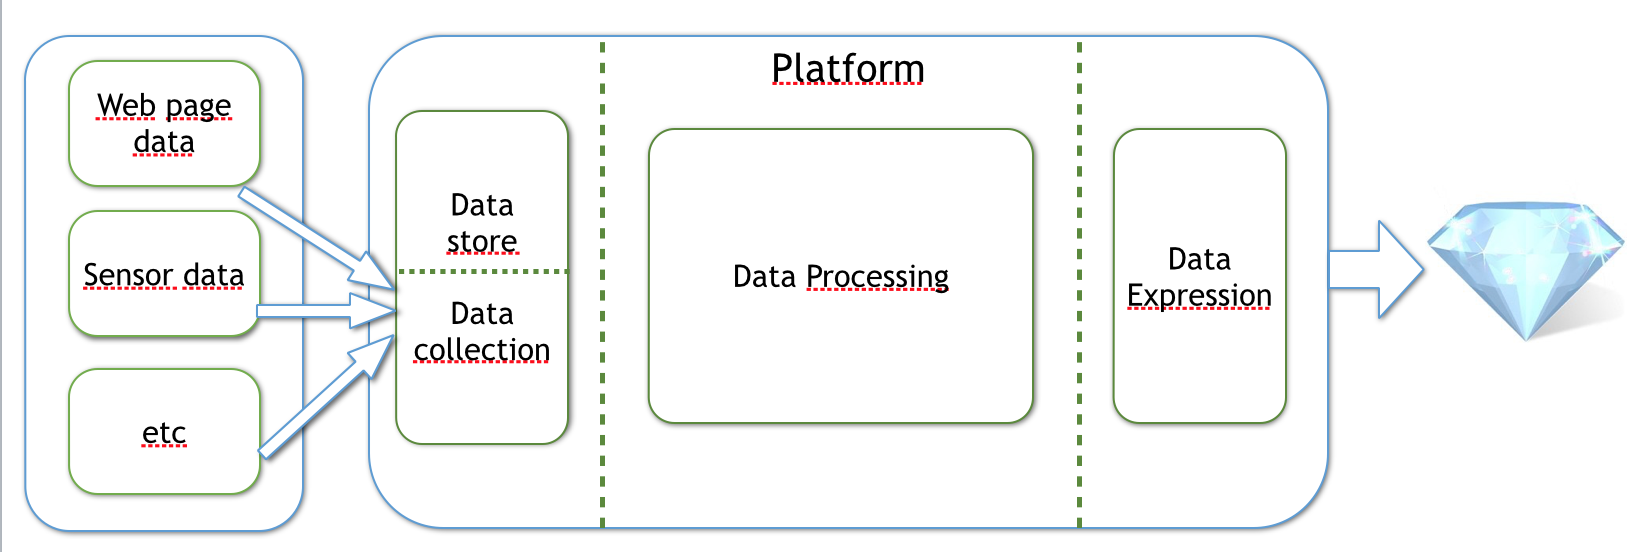 Web page
data
Sensor data
etc
Platform
Data
store
Data
collection
Data Processing
Data
Expression